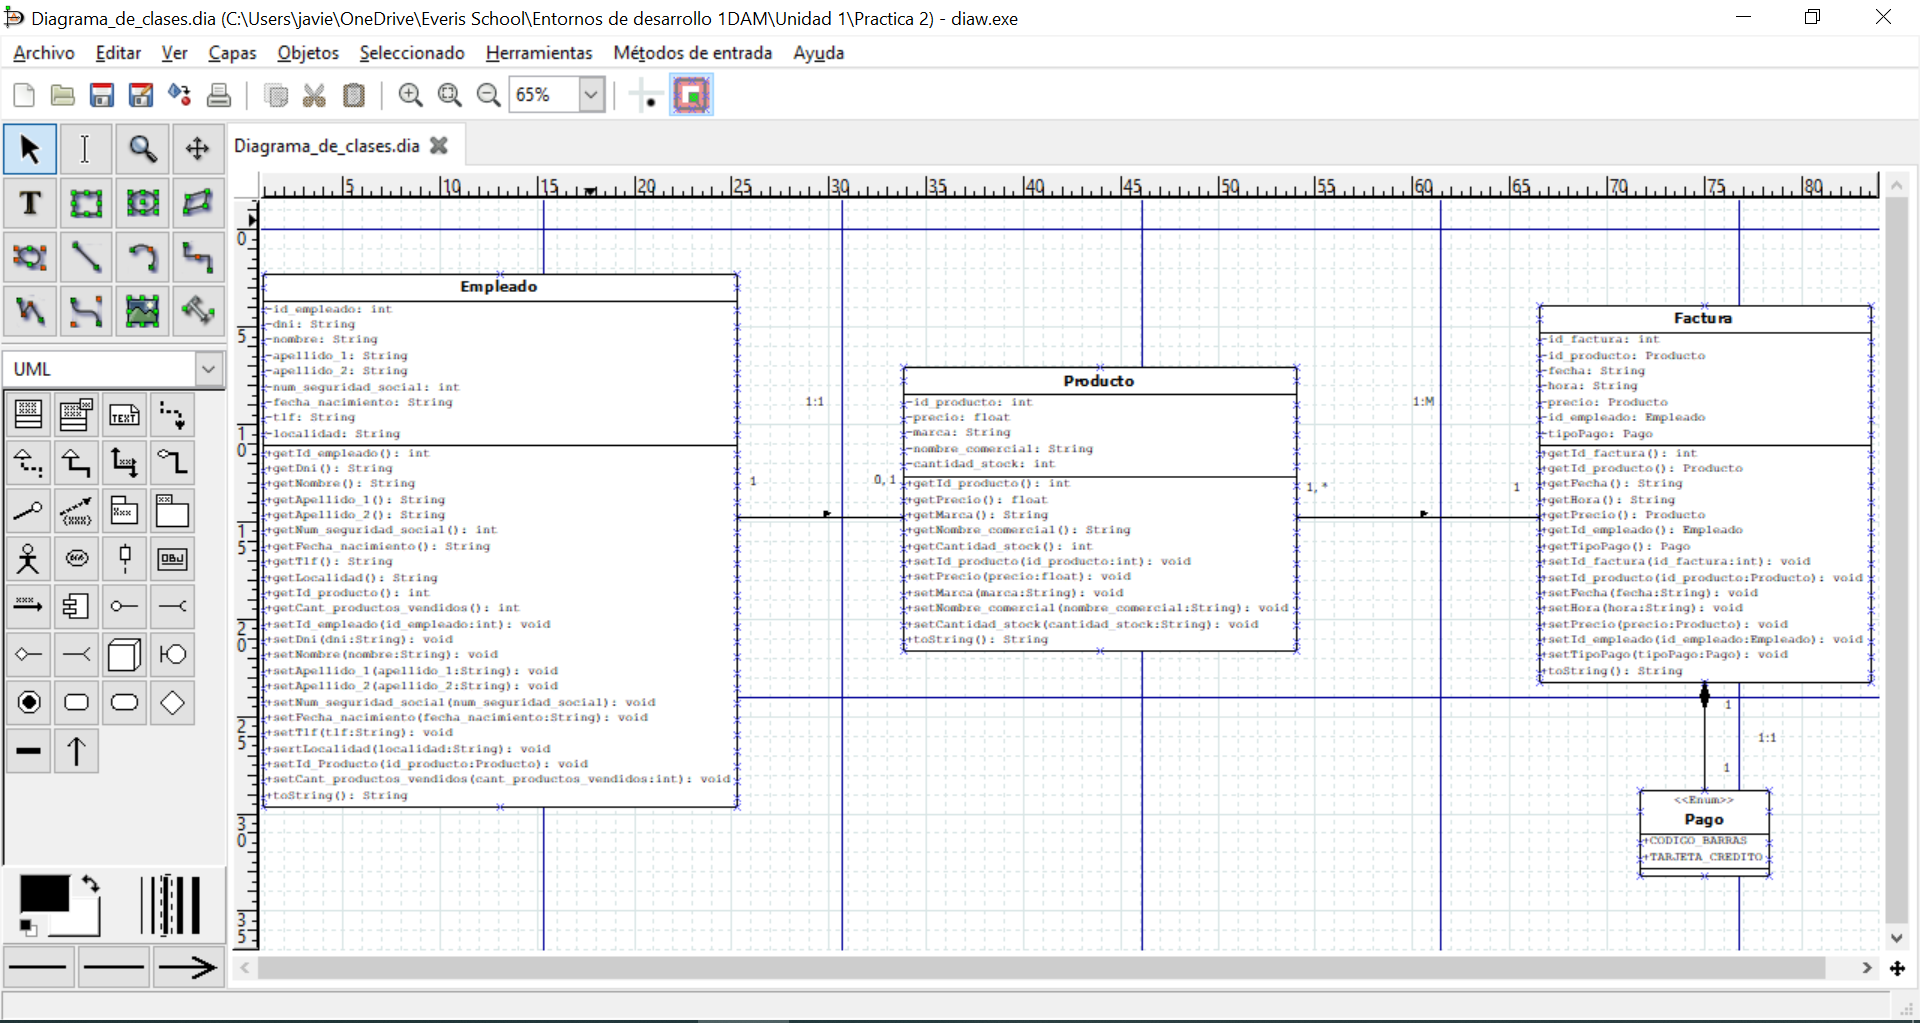 Diagrama_de_clases.dia (C:\Users\javie\OneDrive\Everis School\Entornos de desarrollo 1DAM\Unidad 1\Practica 2) - diaw.exe
Archivo Editar Ver Capas Objetos Seleccionado Herramientas Métodos de entrada Ayuda
65%
Diagrama_de_clases.dia
UML
5 10 15 20 25 30 35 40 45 50 55 60 65 70 75 80
0
5
10
15
20
25
30
35
Empleado
-id_empleado: int
-dni: String
-nombre: String
-apellido_1: String
-apellido_2: String
-num_seguridad_social: int
-fecha_nacimiento: String
-tlf: String
-localidad: String
+getId_empleado(): int
+getDni(): String
+getNombre(): String
+getApellido_1(): String
+getApellido_2(): String
+getNum_seguridad_social(): int
+getFecha_nacimiento(): String
+getTlf(): String
+getLocalidad(): String
+getId_producto(): int
+getCant_productos_vendidos(): int
+setId_empleado(id_empleado:int): void
+setDni(dni:String): void
+setNombre(nombre:String): void
+setApellido_1(apellido_1:String): void
+setApellido_2(apellido_2:String): void
+setNum_seguridad_social(num_seguridad_social): void
+setFecha_nacimiento(fecha_nacimiento:String): void
+setTlf(tlf:String): void
+sertLocalidad(localidad:String): void
+setId_Producto(id_producto:Producto): void
+setCant_productos_vendidos(cant_productos_vendidos:int): void
+toString(): String
1:1
1
0,1
Producto
-id_producto: int
-precio: float
-marca: String
-nombre_comercial: String
-cantidad_stock: int
+getId_producto(): int
+getPrecio(): float
+getMarca(): String
+getNombre_comercial(): String
+getCantidad_stock(): int
+setId_producto(id_producto:int): void
+setPrecio(precio:float): void
+setMarca(marca:String): void
+setNombre_comercial(nombre_comercial:String): void
+setCantidad_stock(cantidad_stock:String): void
+toString(): String
1:M
1,*
1
Factura
-id_factura: int
-id_producto: Producto
-fecha: String
-hora: String
-precio: Producto
-id_empleado: Empleado
-tipoPago: Pago
+getId_factura(): int
+getId_producto(): Producto
+getFecha(): String
+getHora(): String
+getPrecio(): Producto
+getId_empleado(): Empleado
+getTipoPago(): Pago
+setId_factura(id_factura:int): void
+setId_producto(id_producto:Producto): void
+setFecha(fecha:String): void
+setHora(hora:String): void
+setPrecio(precio:Producto): void
+setId_empleado(id_empleado:Empleado): void
+setTipoPago(tipoPago:Pago): void
+toString(): String
1
1:1
1
<<Enum>>
Pago
+CODIGO_BARRAS
+TARJETA_CREDITO
T
TEXT
OBJ